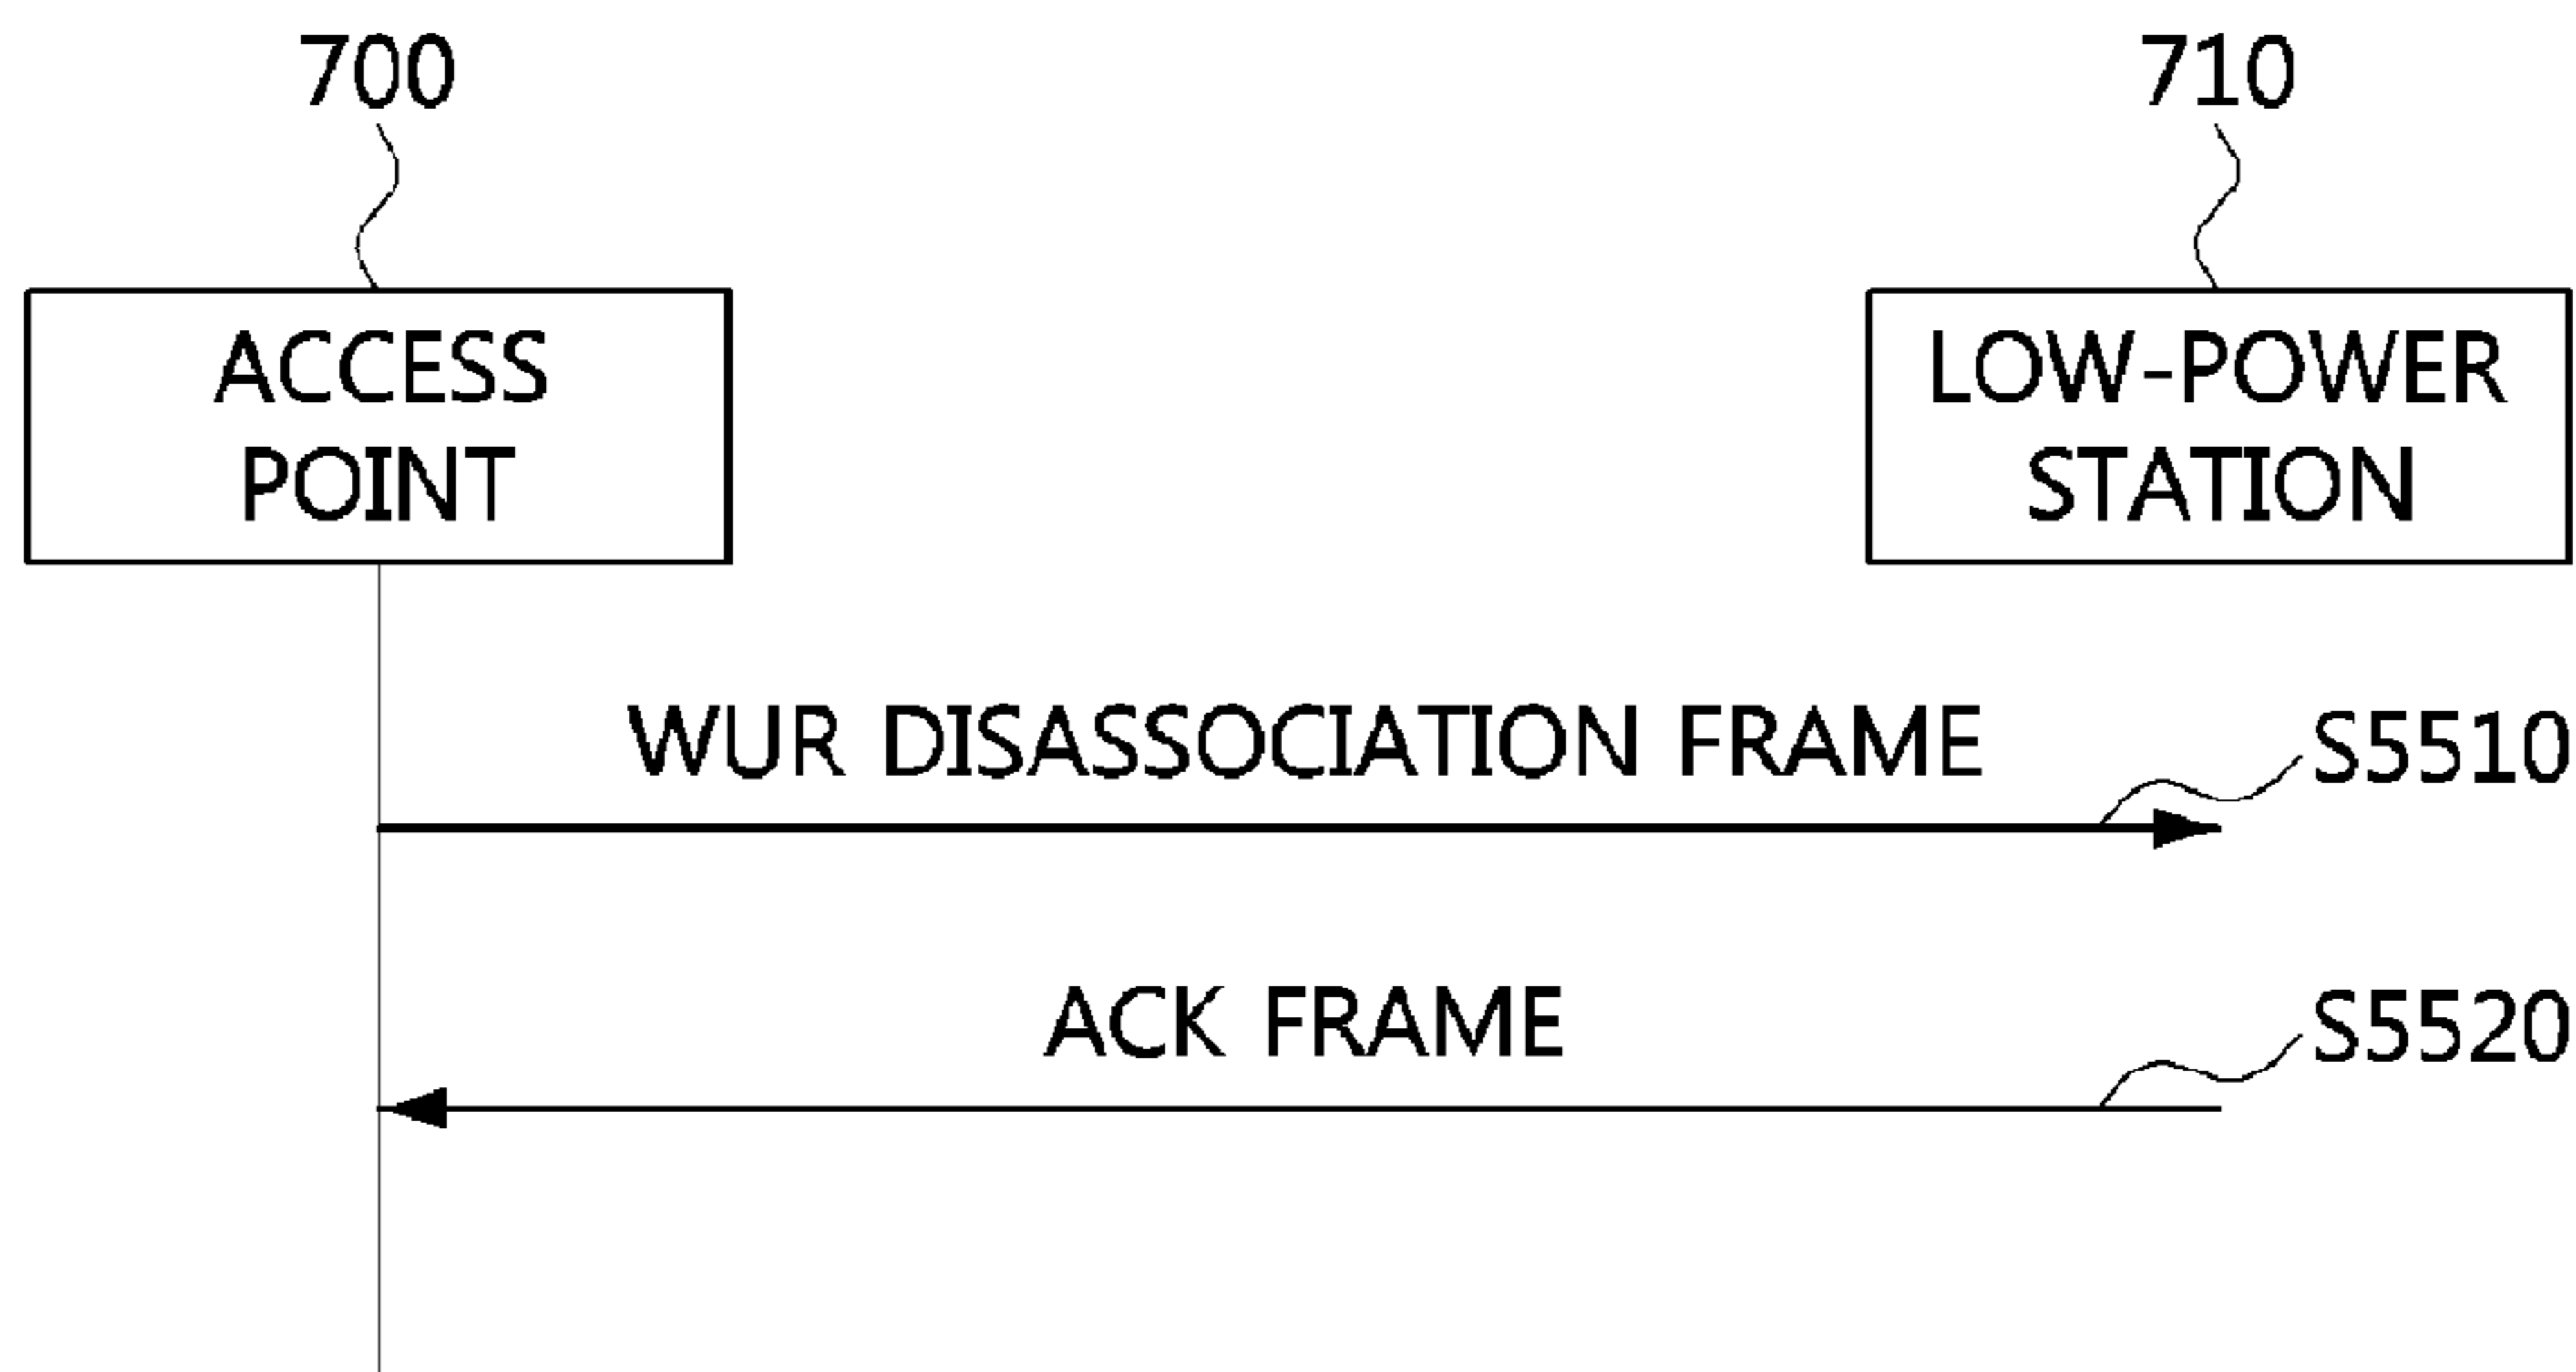 700
710
ACCESS
POINT
LOW-POWER
STATION
WUR DISASSOCIATION FRAME
S5510
ACK FRAME
S5520